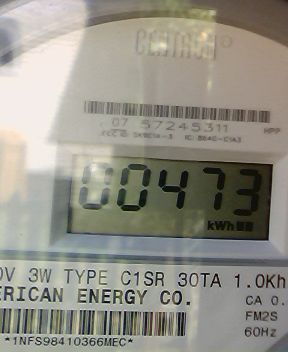 CENTRON
07 57245311
HPP
00473
kWh
0V 3W TYPE C1SR 30TA 1.0Kh
ERICAN ENERGY CO.
CA 0.
FM2S
60Hz
*1NFS98410366MEC*